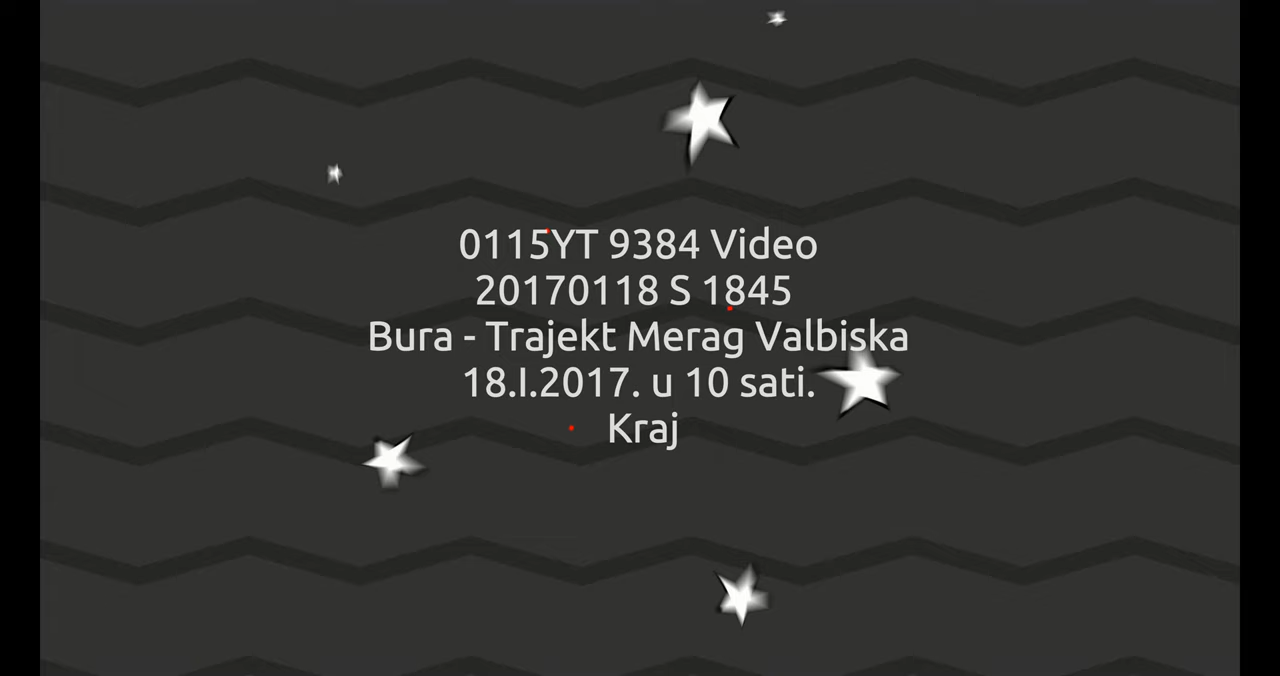 0115YT 9384 Video
20170118 S 1845
Bura - Trajekt Merag Valbiska
18.I.2017. u 10 sati.
Kraj